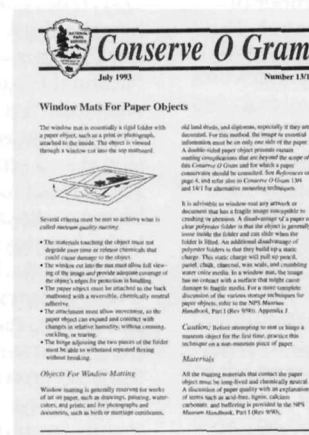 Conserve O Gram
July 1993
Number 13/1
Window Mats For Paper Objects
The window mat is essentially a rigid folder with
a paper object, such as a print or photograph,
attached to the inside. The object is viewed
through a window cut into the top matboard.
Several criteria must be met to achieve what is
called museum quality matting:
• The materials touching the object must not
degrade over time or release chemicals that
could cause damage to the object.
• The window cut into the mat must allow full view-
ing of the image and provide adequate coverage of
the object's edges for protection in handling.
• The paper object must be attached to the back
matboard with a reversible, chemically neutral
adhesive.
• The attachment must allow movement, so the
paper object can expand and contract with
changes in relative humidity, without creasing,
cockling, or tearing.
• The hinge adjoining the two pieces of the folder
must be able to withstand repeated flexing
without breaking.
Objects For Window Matting
Window matting is generally reserved for works
of art on paper, such as drawings, painting, water-
colors, and prints; and for photographs and
documents, such as birth or marriage certificates,
old land deeds, and diplomas, especially if they are
decorated. For this method, the image or essential
information must be on only one side of the paper.
A double-sided paper object presents certain
matting complications that are beyond the scope of
this Conserve O Gram and for which a paper
conservator should be consulted. See References on
page 4, and refer also to Conserve O Gram 13/4
and 14/1 for alternative mounting techniques.
It is advisable to window mat any artwork or
document that has a fragile image susceptible to
crushing or abrasion. A disadvantage of a paper or
clear polyester folder is that the object is generally
loose inside the folder and can slide when the
folder is lifted. An additional disadvantage of
polyester folders is that they build up a static
charge. This static charge will pull up pencil,
pastel, chalk, charcoal, wax seals, and crumbling
water color media. In a window mat, the image
has no contact with a surface that might cause
damage to fragile media. For a more complete
discussion of the various storage techniques for
paper objects, refer to the NPS Museum
Handbook, Part I (Rev 9/90), Appendix J.
Caution: Before attempting to mat or hinge a
museum object for the first time, practice this
technique on a non-museum piece of paper.
Materials
All the matting materials that contact the paper
object must be long-lived and chemically neutral.
A discussion of paper quality with an explanation
of terms such as acid-free, lignin, calcium
carbonate, and buffering is provided in the NPS
Museum Handbook, Part I (Rev 9/90),